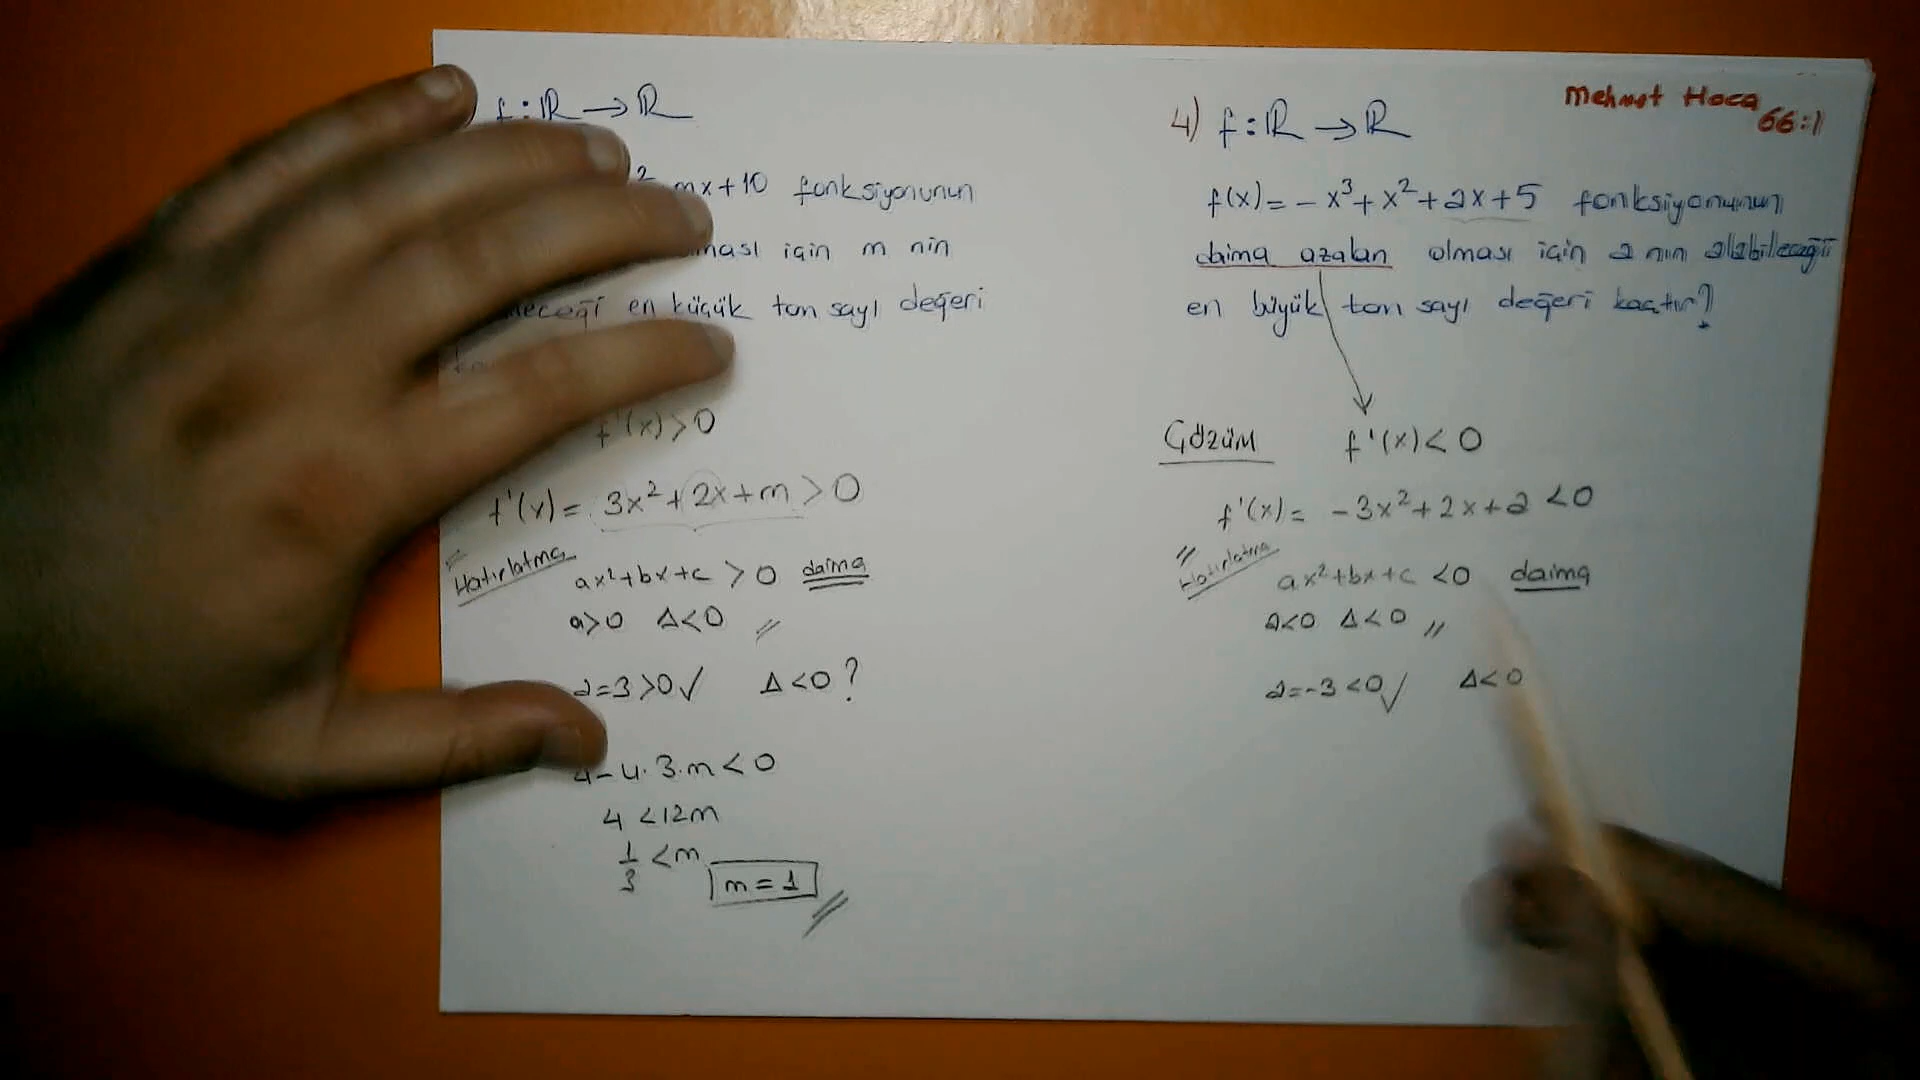 f:ℝ→ℝ
2 mx+10 fonksiyonunun
ması için m nin
eceği en küçük tam sayı değeri
f'(x)>0
f'(x)= 3x²+2x+m>0
Hatırlatma ax²+bx+c >0 daima
a>0 Δ<0 //
a=3>0√ Δ<0?
4-4·3·m<0
4<12m
1/3<m
m=1
Mehmet Hoca
66:1
4) f:ℝ→ℝ
f(x)=-x³+x²+ax+5 fonksiyonunun
daima azalan olması için a nın alabileceği
en büyük tam sayı değeri kaçtır?
Çözüm f'(x)<0
f'(x)= -3x²+2x+a<0
Hatırlatma ax²+bx+c<0 daima
a<0 Δ<0 //
a=-3<0√ Δ<0